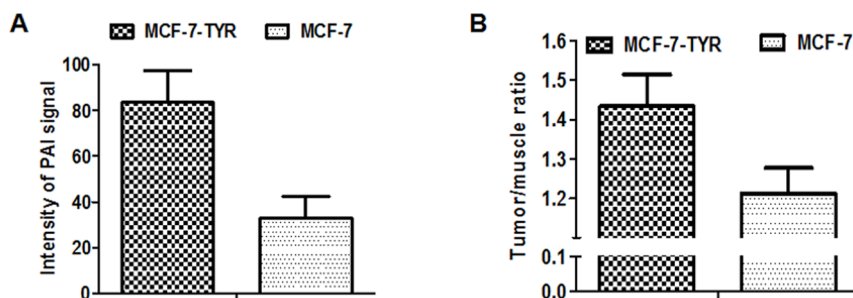 A
MCF-7-TYR MCF-7
Intensity of PAI signal
100
80
60
40
20
0
B
MCF-7-TYR MCF-7
Tumor/muscle ratio
1.6
1.5
1.4
1.3
1.2
0.1
0.0